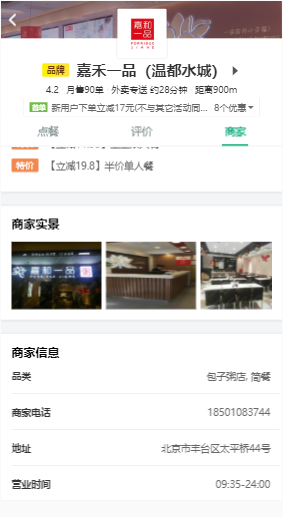 嘉和
一品
品牌 嘉禾一品（温都水城）
4.2 月售90单 外卖专送 约28分钟 距离900m
首单 新用户下单立减17元(不与其它活动同... 8个优惠
点餐 评价 商家
特价 【立减19.8】半价单人餐
商家实景
嘉和一品
商家信息
品类 包子粥店, 简餐
商家电话 18501083744
地址 北京市丰台区太平桥44号
营业时间 09:35-24:00